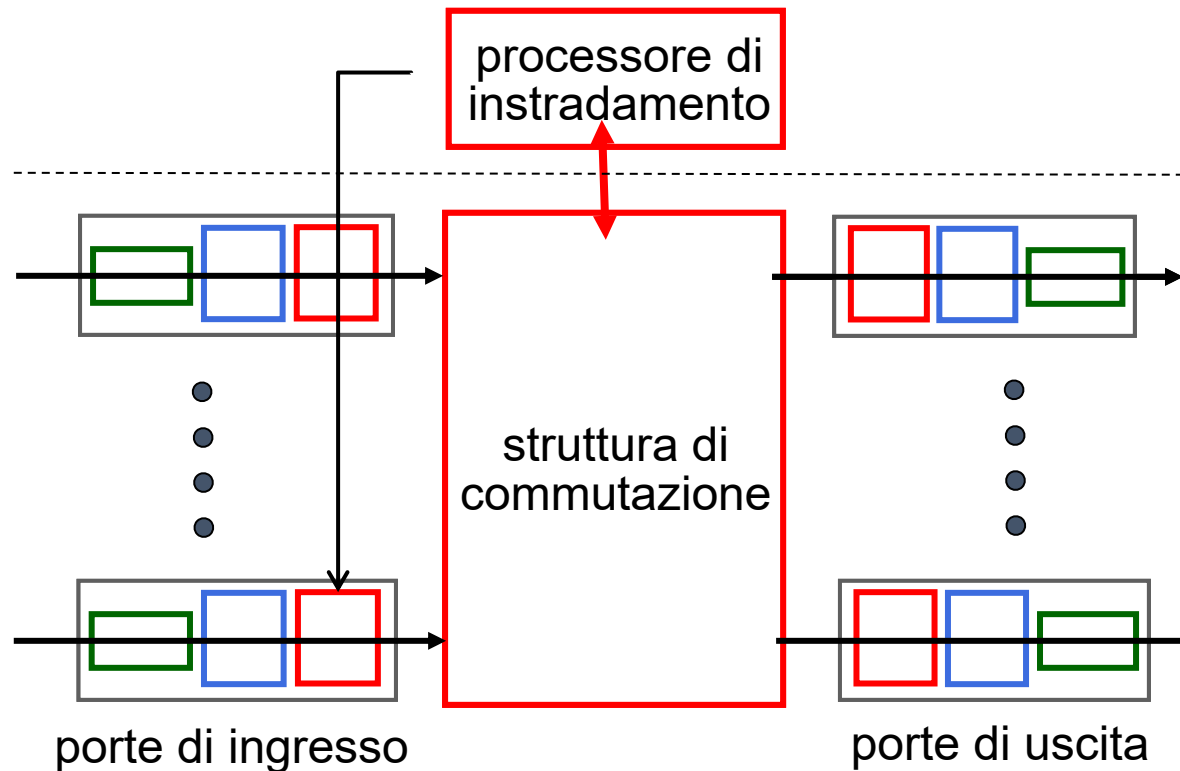 processore di
instradamento
struttura di
commutazione
porte di ingresso
porte di uscita